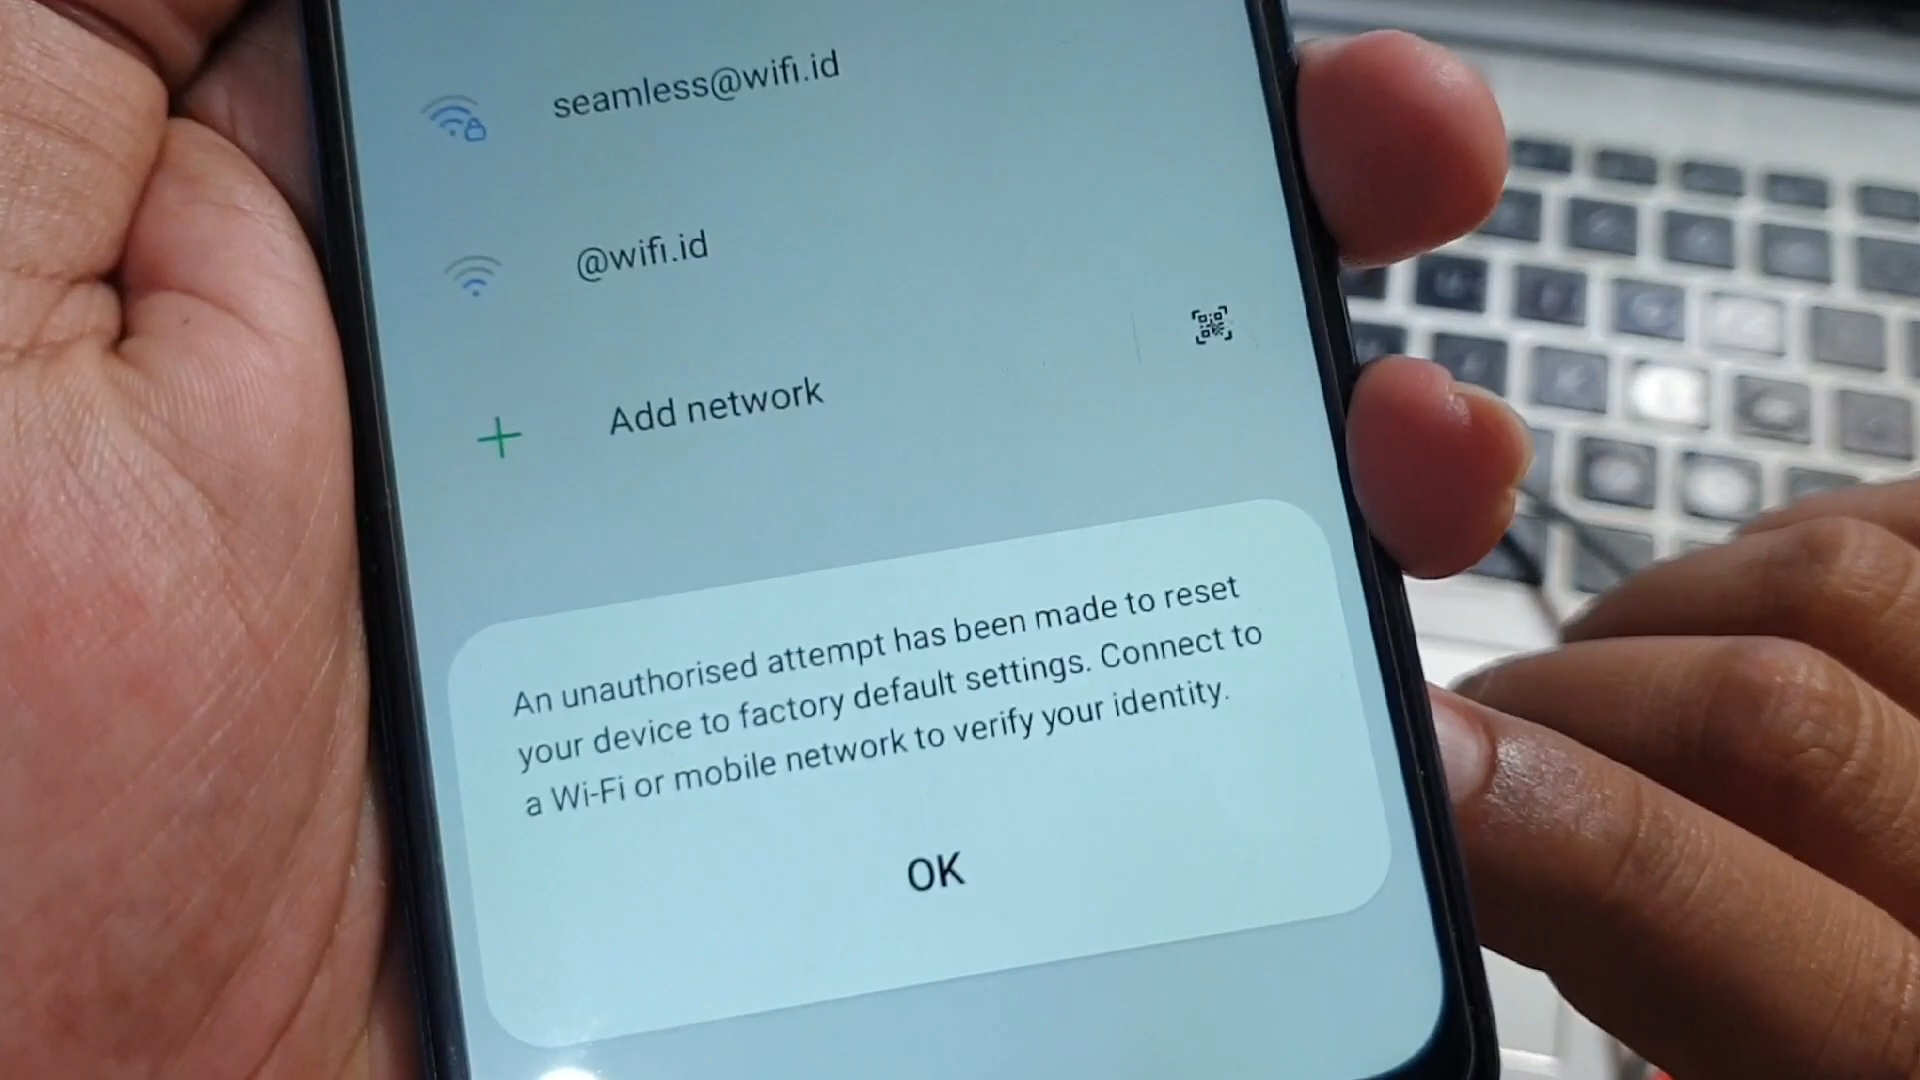 seamless@wifi.id
@wifi.id
Add network
An unauthorised attempt has been made to reset
your device to factory default settings. Connect to
a Wi-Fi or mobile network to verify your identity.
OK